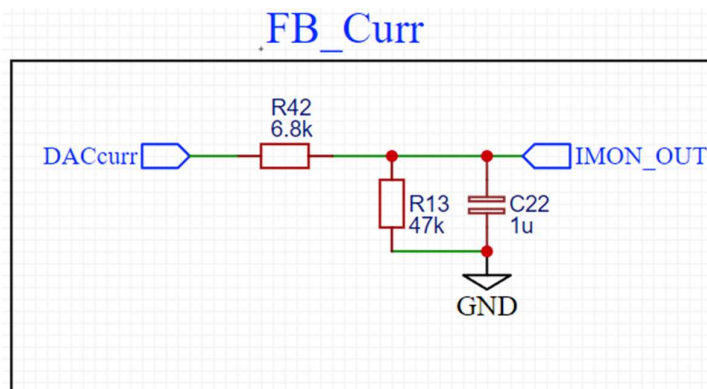 FB_Curr
R42
6.8k
DACcurr
IMON_OUT
R13
47k
C22
1u
GND